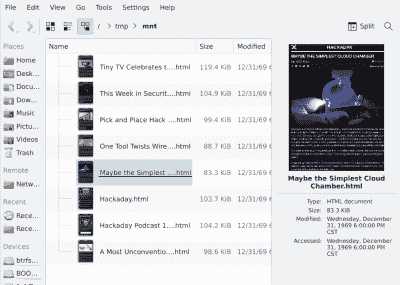 File Edit View Go Tools Settings Help
/ > tmp > mnt
Split
Places
Home
Desk...
Docu...
Dow...
Music
Pictu...
Videos
Trash
Remote
Netw...
Recent
Rece...
Rece...
Devices
btrfs...
BOO...
Name Size Modified
Tiny TV Celebrates t....html 119.4 KiB 12/31/69 6
This Week in Securit....html 104.9 KiB 12/31/69 6
Pick and Place Hack ....html 99.4 KiB 12/31/69 6
One Tool Twists Wire....html 88.7 KiB 12/31/69 6
Maybe the Simplest ....html 83.3 KiB 12/31/69 6
Hackaday.html 103.7 KiB 12/31/69 6
Hackaday Podcast 1....html 104.2 KiB 12/31/69 6
A Most Unconventio....html 98.6 KiB 12/31/69 6
HACKADAY
MAYBE THE SIMPLEST CLOUD CHAMBER
Maybe the Simplest Cloud
Chamber.html
Type: HTML document
Size: 83.3 KiB
Modified: Wednesday, December
31, 1969 6:00:00 PM
CST
Accessed: Wednesday, December
31, 1969 6:00:00 PM
CST